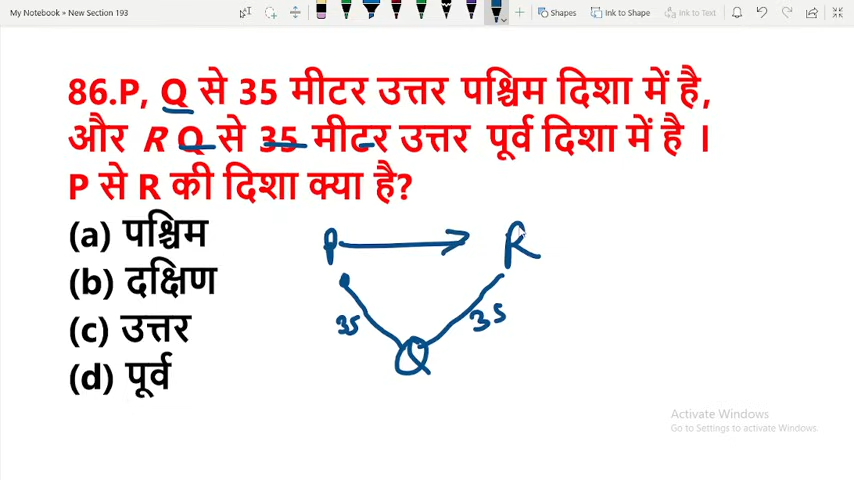 My Notebook » New Section 193
Shapes
Ink to Shape
Ink to Text
86.P, Q से 35 मीटर उत्तर पश्चिम दिशा में है,
और R Q से 35 मीटर उत्तर पूर्व दिशा में है ।
P से R की दिशा क्या है?
(a) पश्चिम
(b) दक्षिण
(c) उत्तर
(d) पूर्व
P R
35 35
Q
Activate Windows
Go to Settings to activate Windows.